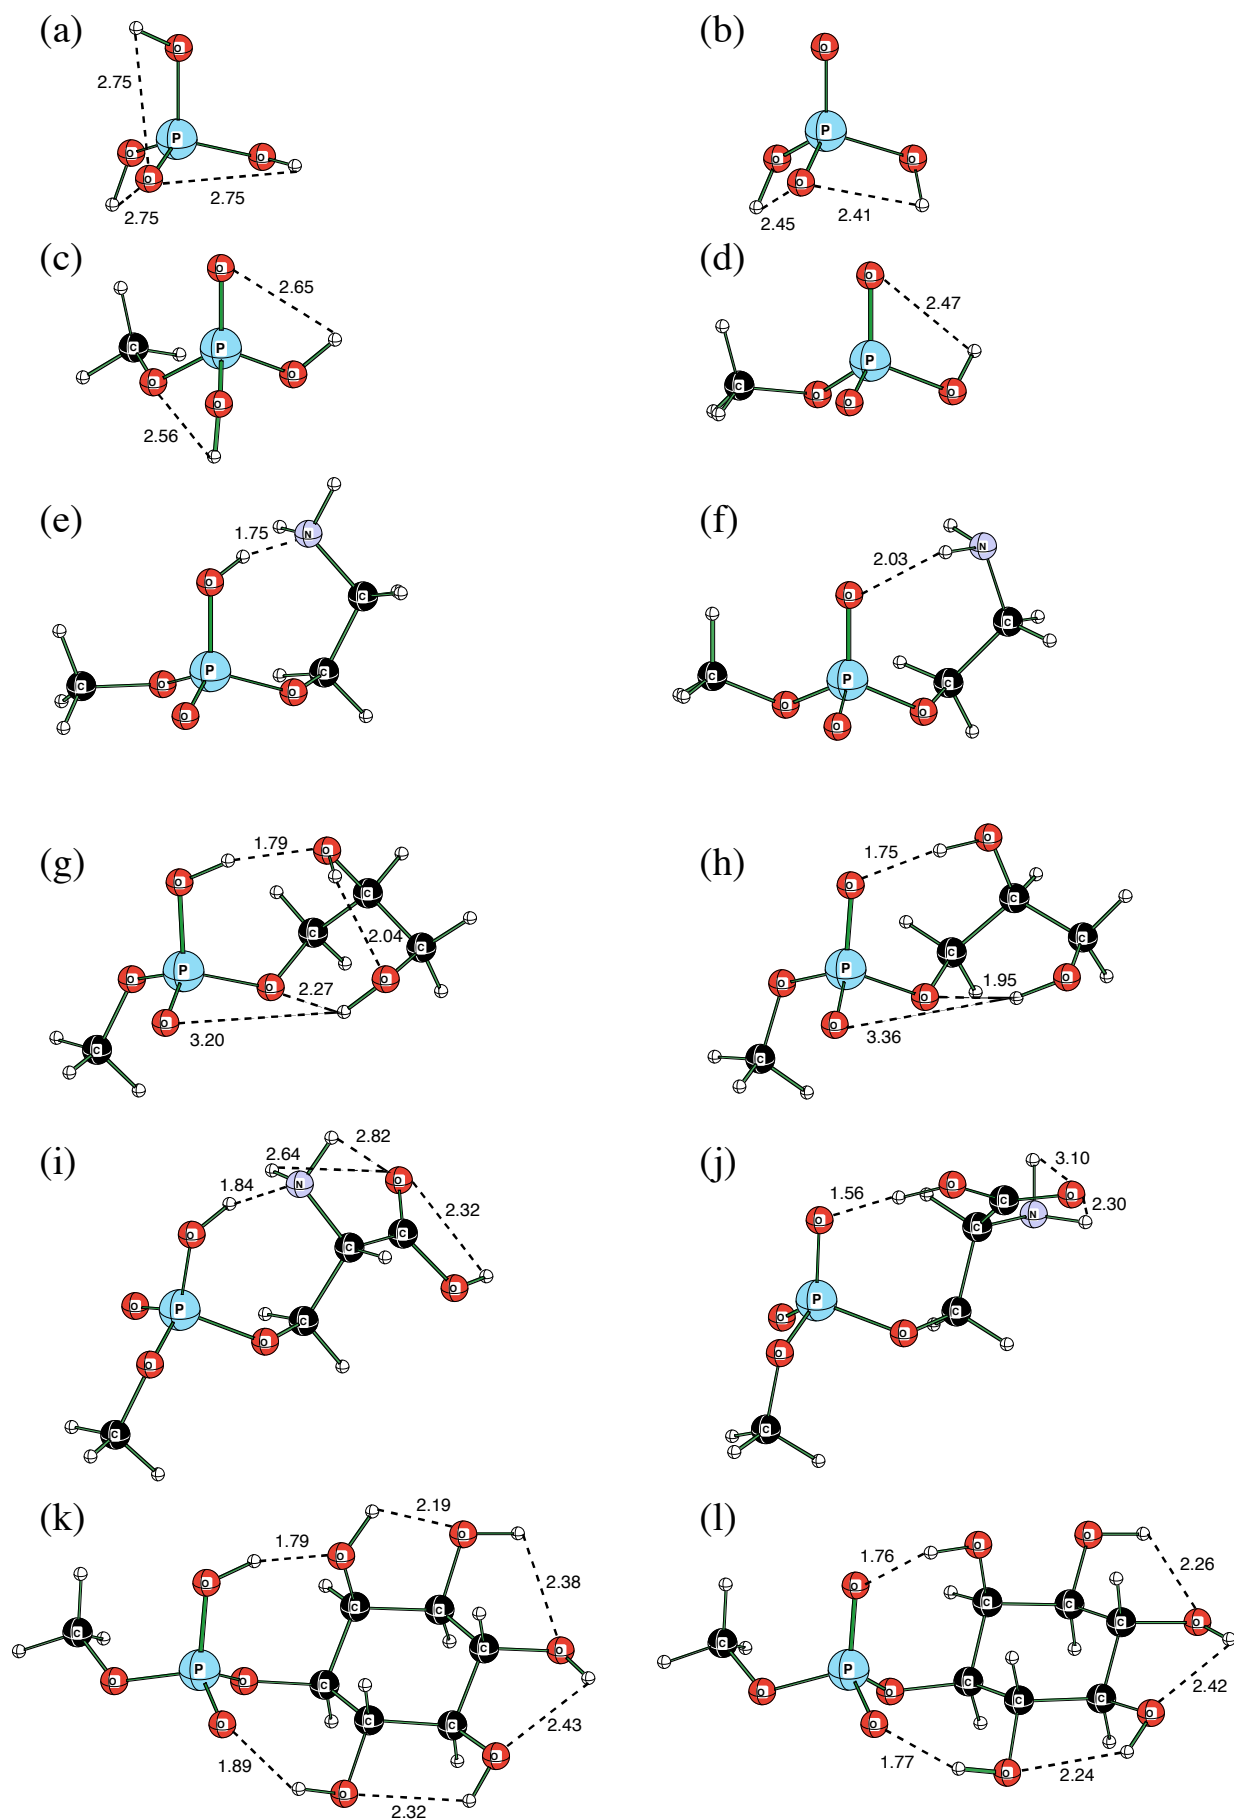 (a) (b)
O O
2.75
P P
O O O O
O O
2.75 2.75 2.45 2.41
(c) (d)
O O
2.65 2.47
C P P
O O C O O O
O
2.56
(e) (f)
1.75 N N
2.03
O C O C
P C P C
C O O C O O
O O
(g) (h)
1.79 O 1.75 O
O C O C
C 2.04 C C C
P O P 1.95
O O 2.27 O O O O
O 3.20 O 3.36
C C
(i) (j)
2.82 3.10
2.64 O O C O
1.84 N 1.56 2.30
O 2.32 O C N
C C
O P O P C
C O O
O O O
C C
(k) (l)
2.19 O O
1.79 O O 1.76
O 2.38 O 2.26
C C C C C O
C C O C
P O C P C
O O O C C
O C C 2.43 O 2.42
1.89 O 1.77 O
O 2.32 O 2.24